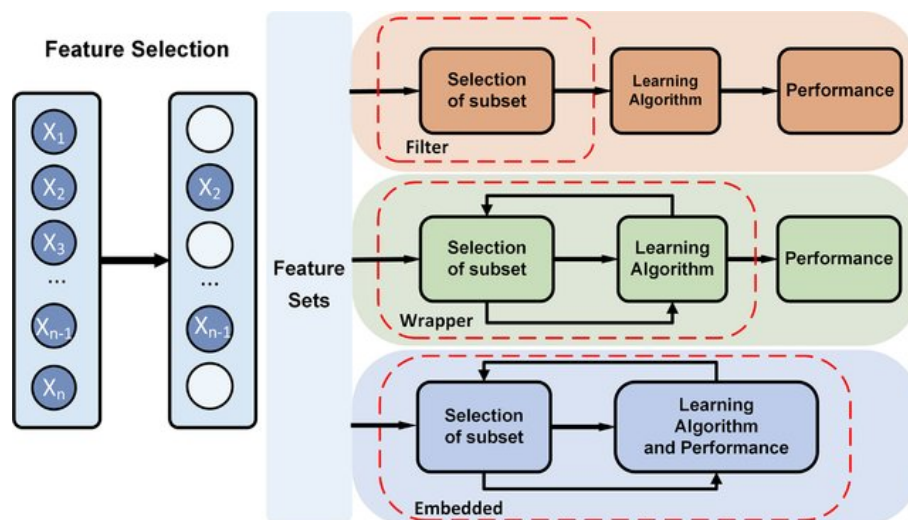 Feature Selection
X1
X2
X3
...
Xn-1
Xn
X2
...
Xn-1
Feature
Sets
Selection
of subset
Learning
Algorithm
Performance
Filter
Selection
of subset
Learning
Algorithm
Performance
Wrapper
Selection
of subset
Learning
Algorithm
and Performance
Embedded